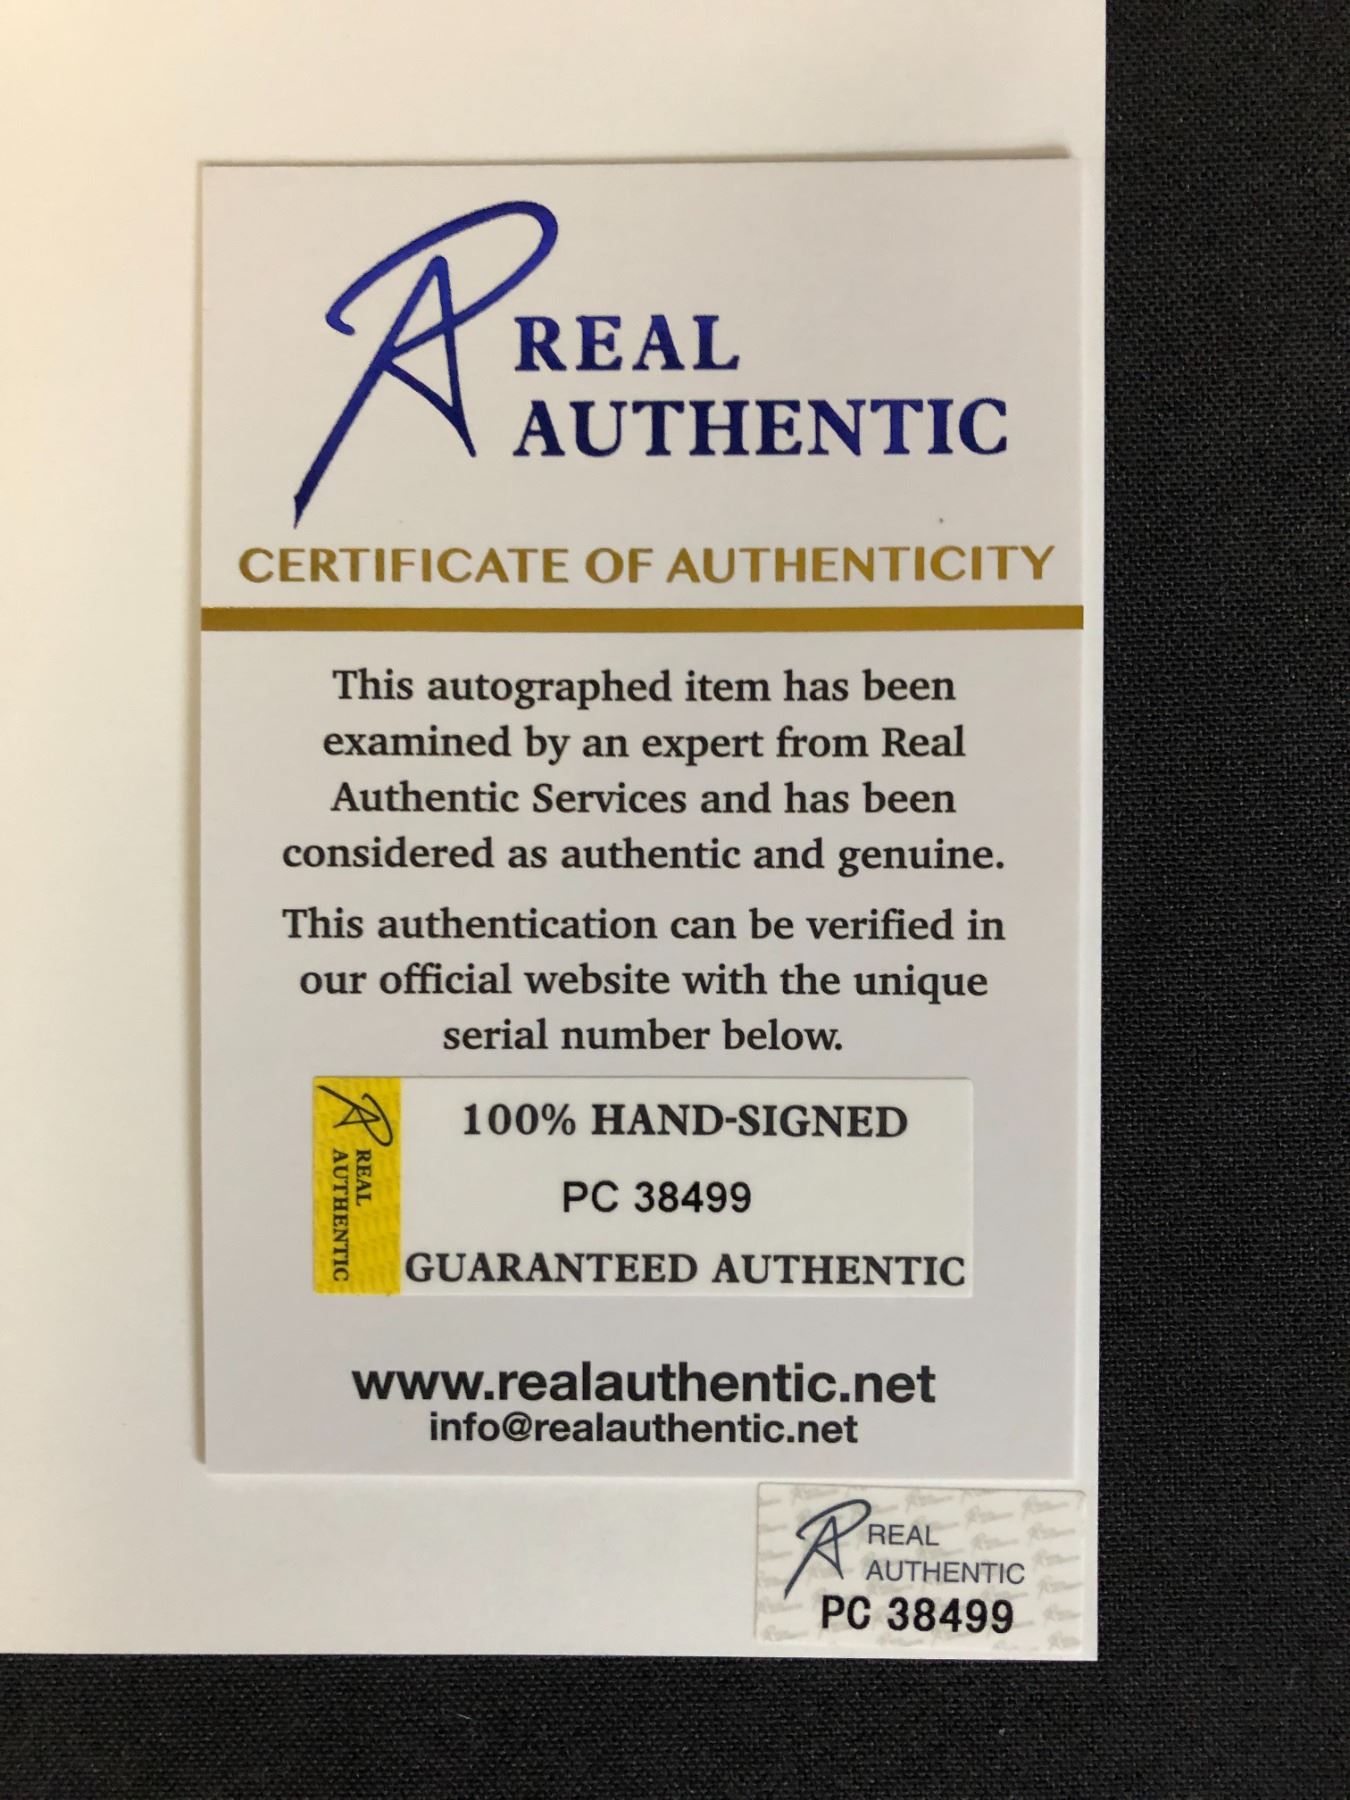 REAL
AUTHENTIC
CERTIFICATE OF AUTHENTICITY
This autographed item has been
examined by an expert from Real
Authentic Services and has been
considered as authentic and genuine.
This authentication can be verified in
our official website with the unique
serial number below.
REAL
AUTHENTIC
100% HAND-SIGNED
PC 38499
GUARANTEED AUTHENTIC
www.realauthentic.net
info@realauthentic.net
REAL
AUTHENTIC
PC 38499